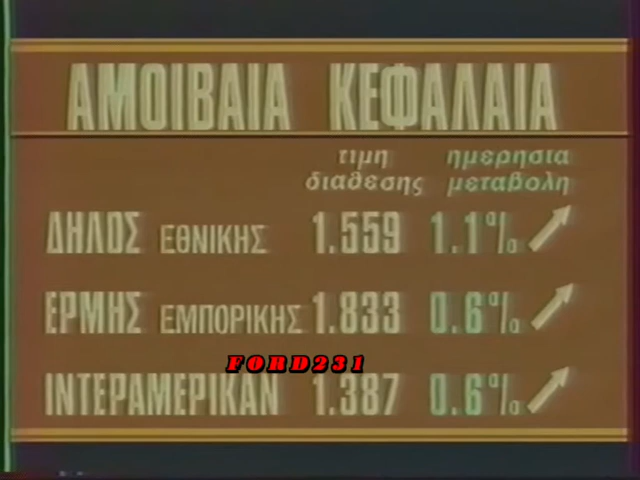 ΑΜΟΙΒΑΙΑ ΚΕΦΑΛΑΙΑ
τιμη ημερησια
διαθεσης μεταβολη
ΔΗΛΟΣ ΕΘΝΙΚΗΣ 1.559 1.1%
ΕΡΜΗΣ ΕΜΠΟΡΙΚΗΣ 1.833 0.6%
FORD231
ΙΝΤΕΡΑΜΕΡΙΚΑΝ 1.387 0.6%